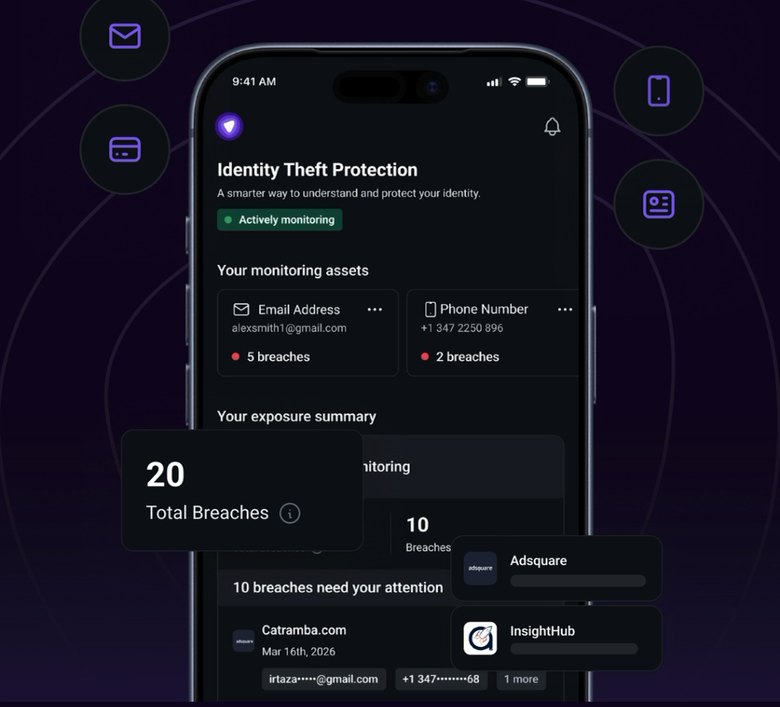 9:41 AM
Identity Theft Protection
A smarter way to understand and protect your identity.
Actively monitoring
Your monitoring assets
Email Address
alexsmith1@gmail.com
5 breaches
Phone Number
+1 347 2250 896
2 breaches
Your exposure summary
20
Total Breaches
10
Breaches
10 breaches need your attention
adsquare
Adsquare
InsightHub
adsquare
Catramba.com
Mar 16th, 2026
irtaza•••••@gmail.com
+1 347••••••••68
1 more